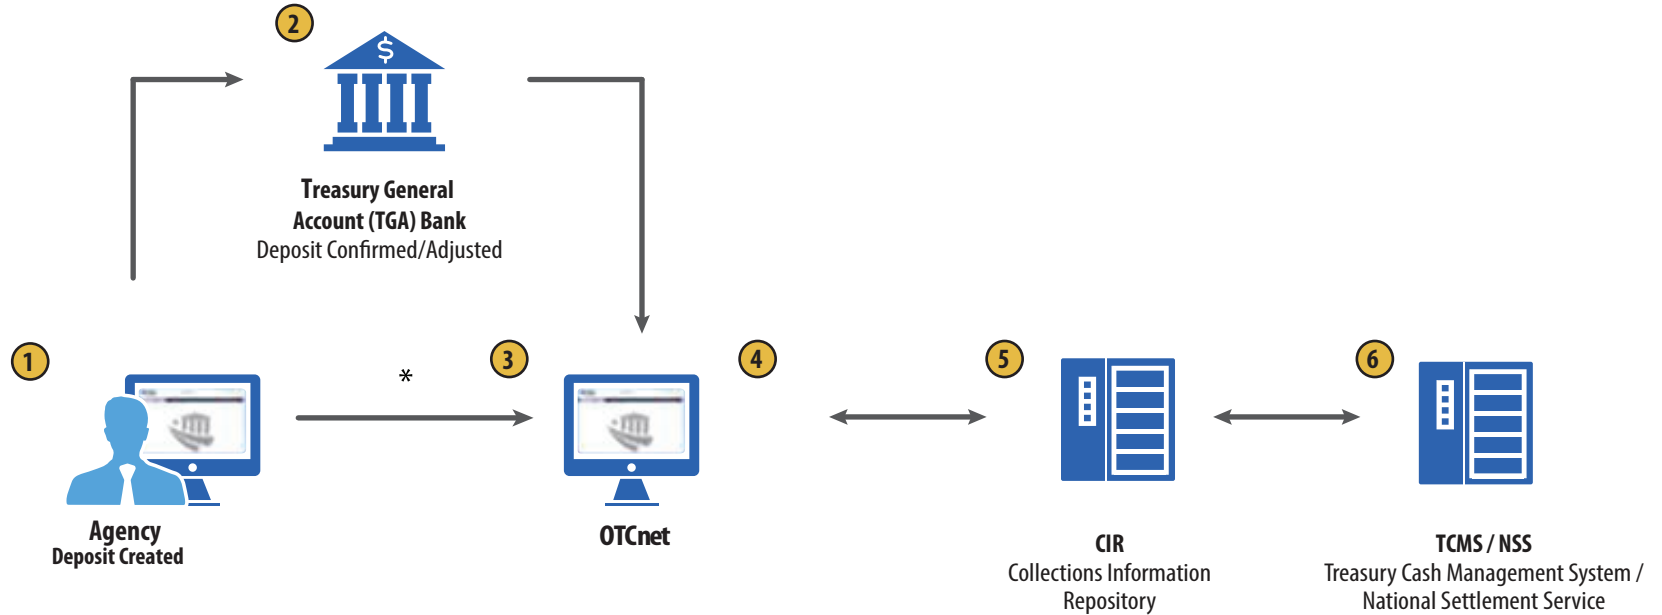 2
$
Treasury General
Account (TGA) Bank
Deposit Confirmed/Adjusted
1
*
3
4
5
6
Agency
Deposit Created
OTCnet
CIR
Collections Information
Repository
TCMS / NSS
Treasury Cash Management System /
National Settlement Service